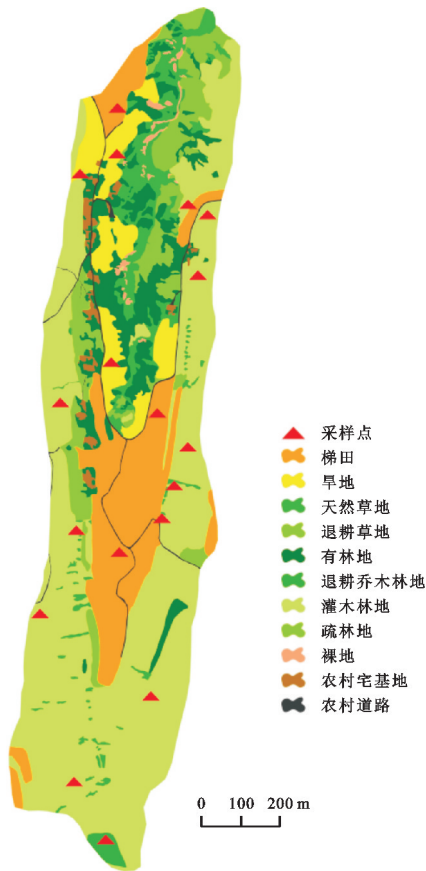 采样点
梯田
旱地
天然草地
退耕草地
有林地
退耕乔木林地
灌木林地
疏林地
裸地
农村宅基地
农村道路
0 100 200 m